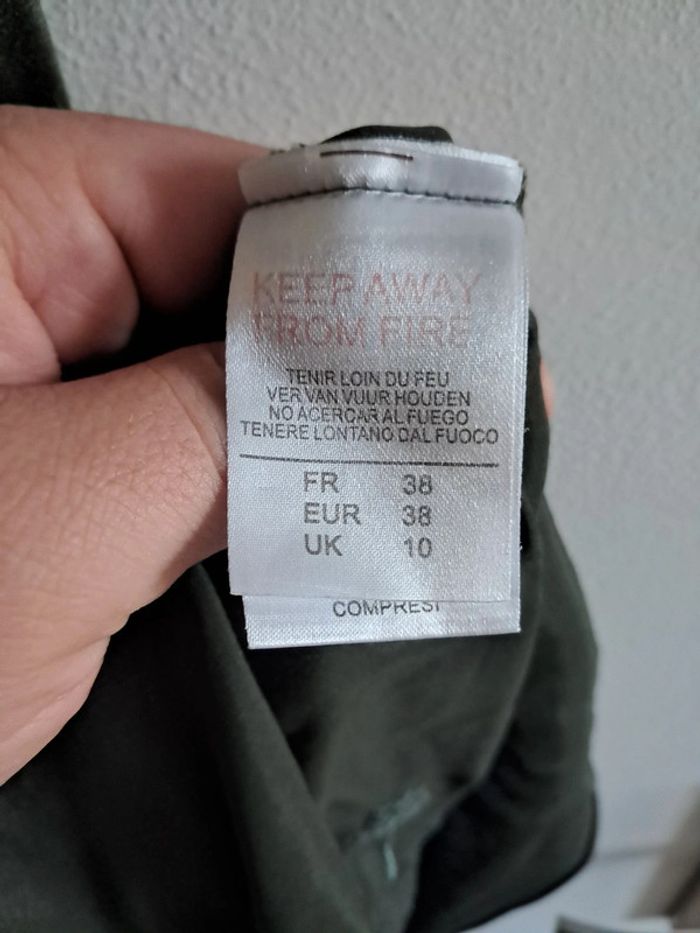 KEEP AWAY
FROM FIRE
TENIR LOIN DU FEU
VER VAN VUUR HOUDEN
NO ACERCAR AL FUEGO
TENERE LONTANO DAL FUOCO
FR 38
EUR 38
UK 10